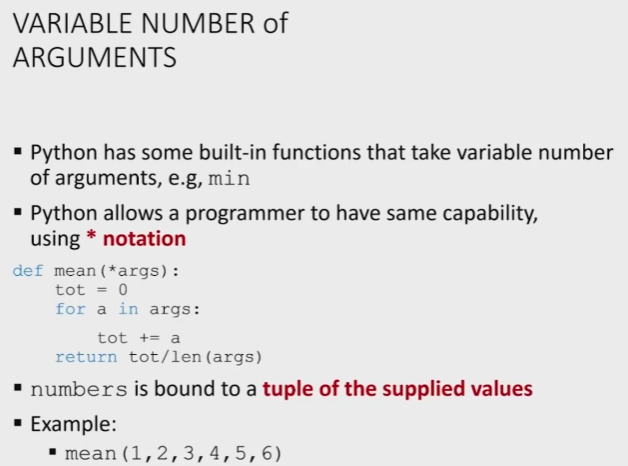 VARIABLE NUMBER of
ARGUMENTS
▪ Python has some built-in functions that take variable number
of arguments, e.g, min
▪ Python allows a programmer to have same capability,
using * notation
def mean(*args):
    tot = 0
    for a in args:
        tot += a
    return tot/len(args)
▪ numbers is bound to a tuple of the supplied values
▪ Example:
▪ mean(1,2,3,4,5,6)